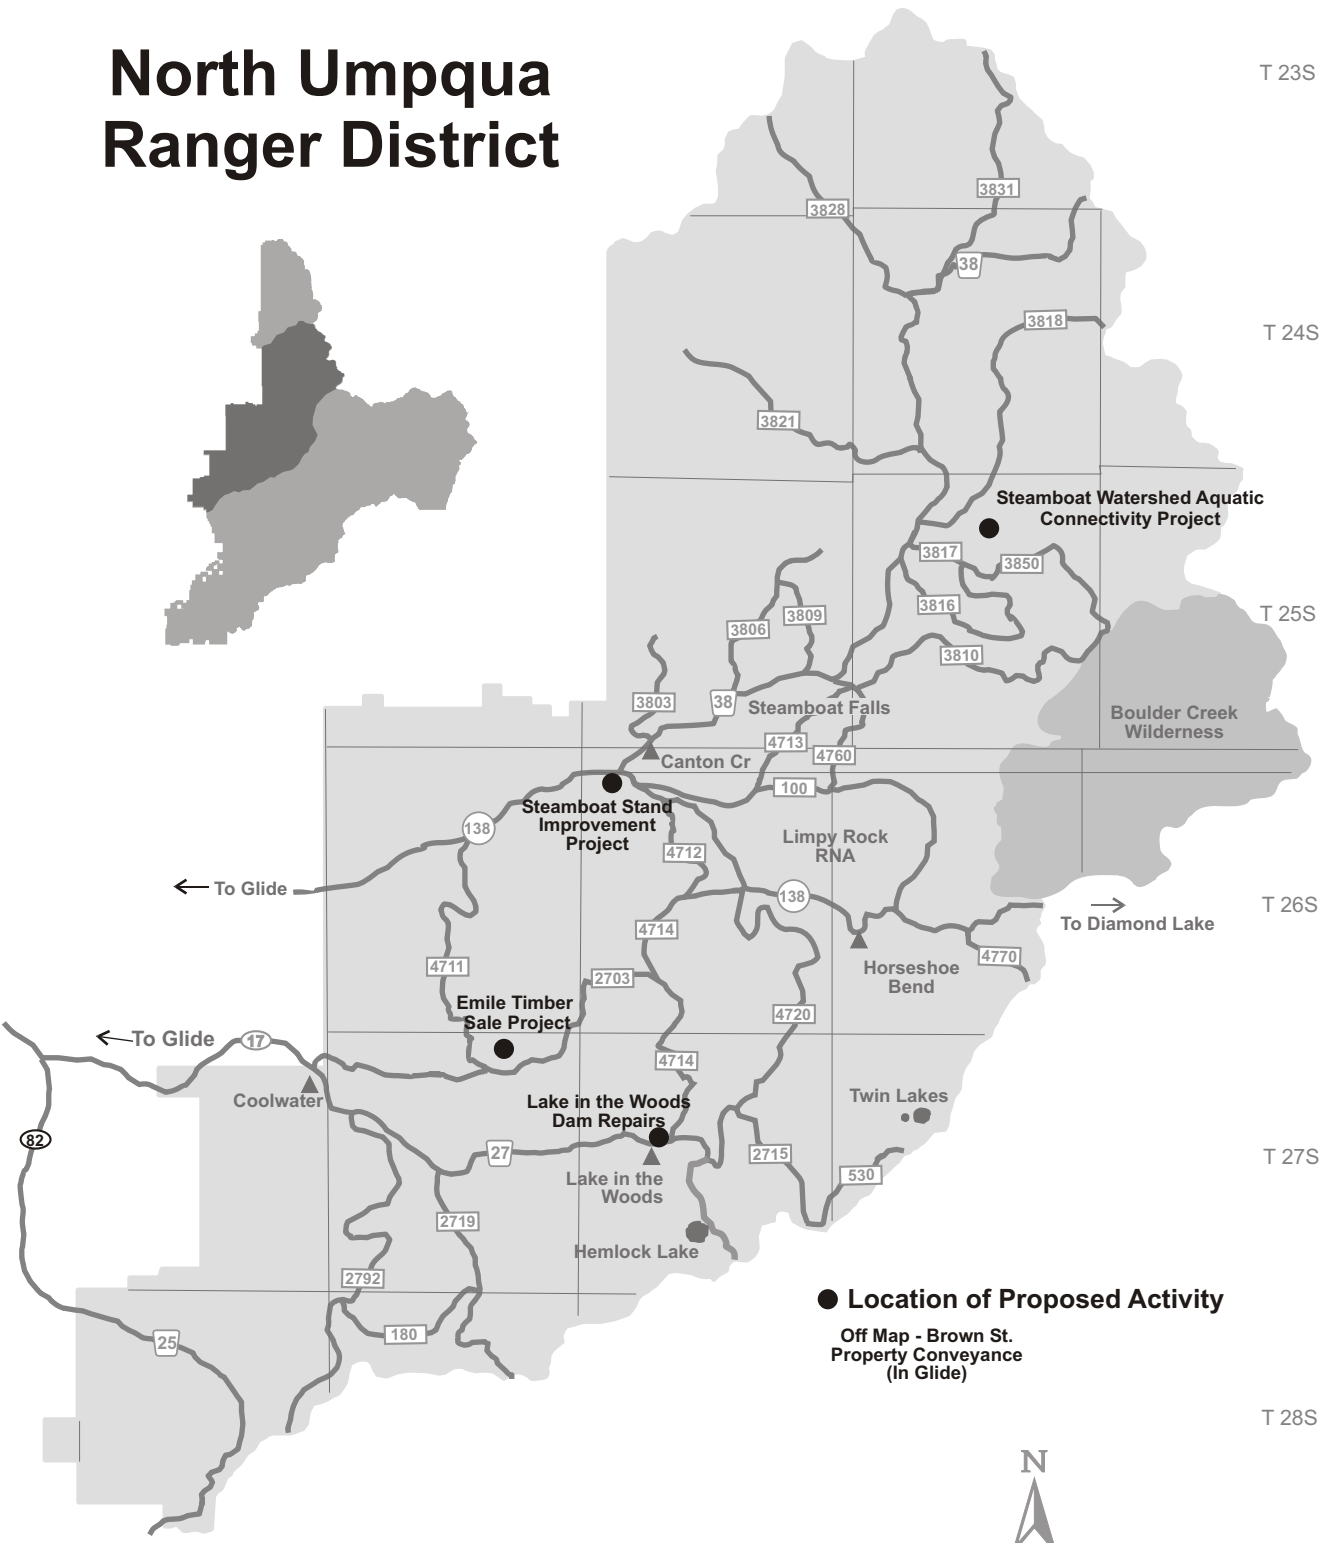 North Umpqua
Ranger District
T 23S
3831
3828
38
3818
T 24S
3821
Steamboat Watershed Aquatic
Connectivity Project
3817
3850
3816
3809
3806
T 25S
3810
3803
38
Steamboat Falls
Boulder Creek
Wilderness
4713
4760
Canton Cr
100
Steamboat Stand
Improvement
Project
138
Limpy Rock
RNA
4712
To Glide
138
T 26S
To Diamond Lake
4714
4770
4711
2703
Horseshoe
Bend
Emile Timber
Sale Project
4720
To Glide
17
4714
Coolwater
Lake in the Woods
Dam Repairs
Twin Lakes
82
27
2715
T 27S
530
Lake in the
Woods
2719
Hemlock Lake
2792
180
25
Location of Proposed Activity
Off Map - Brown St.
Property Conveyance
(In Glide)
T 28S
N